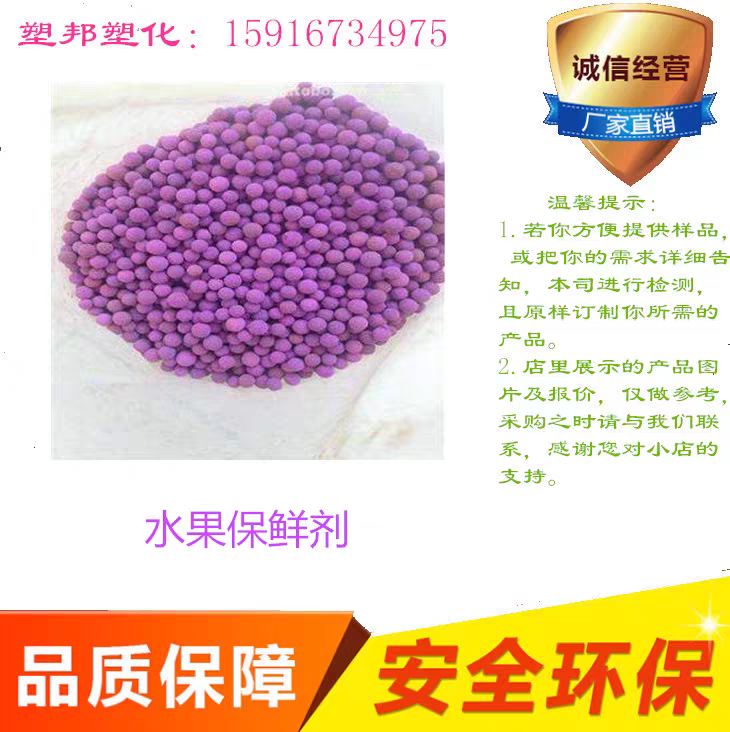 塑邦塑化：15916734975
诚信经营
厂家直销
温馨提示：
1.若你方便提供样品，
或把你的需求详细告
知，本司进行检测，
且原样订制你所需的
产品。
2.店里展示的产品图
片及报价，仅做参考，
采购之时请与我们联
系，感谢您对小店的
支持。
水果保鲜剂
品质保障
安全环保